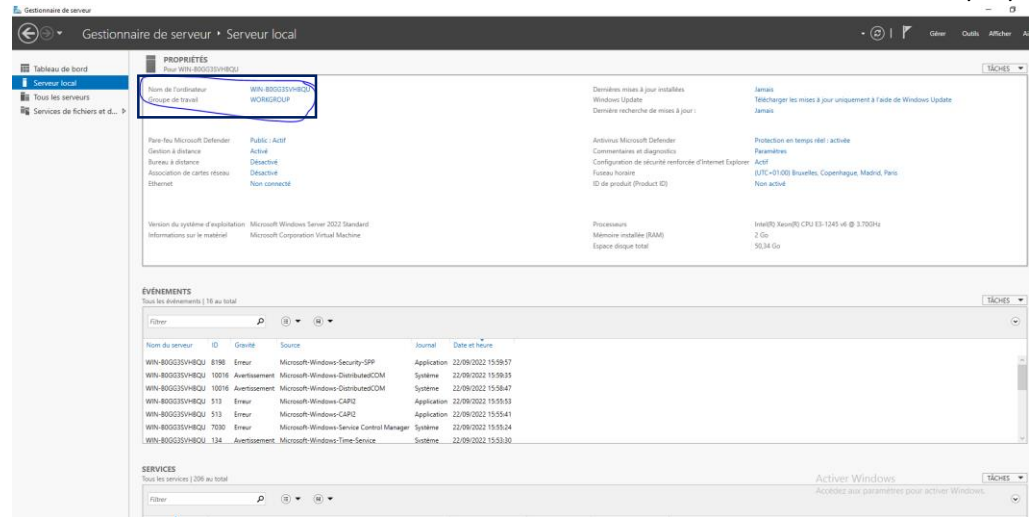 Gestionnaire de serveur
Gestionnaire de serveur • Serveur local
Gérer Outils Afficher
Tableau de bord
Serveur local
Tous les serveurs
Services de fichiers et d...
PROPRIÉTÉS
Pour WIN-80GG3SVHBQU
TÂCHES
Nom de l'ordinateur WIN-80GG3SVHBQU Dernières mises à jour installées Jamais
Groupe de travail WORKGROUP Windows Update Télécharger les mises à jour uniquement à l'aide de Windows Update
Dernière recherche de mises à jour : Jamais
Pare-feu Microsoft Defender Public : Actif Antivirus Microsoft Defender Protection en temps réel : activée
Gestion à distance Activé Commentaires et diagnostics Paramètres
Bureau à distance Désactivé Configuration de sécurité renforcée d'Internet Explorer Actif
Association de cartes réseau Désactivé Fuseau horaire (UTC+01:00) Bruxelles, Copenhague, Madrid, Paris
Ethernet Non connecté ID de produit (Product ID) Non activé
Version du système d'exploitation Microsoft Windows Server 2022 Standard Processeurs Intel(R) Xeon(R) CPU E3-1245 v6 @ 3.70GHz
Informations sur le matériel Microsoft Corporation Virtual Machine Mémoire installée (RAM) 2 Go
Espace disque total 50,34 Go
ÉVÉNEMENTS
Tous les événements | 16 au total
TÂCHES
Filtrer
Nom du serveur ID Gravité Source Journal Date et heure
WIN-80GG3SVHBQU 8198 Erreur Microsoft-Windows-Security-SPP Application 22/09/2022 15:59:57
WIN-80GG3SVHBQU 10016 Avertissement Microsoft-Windows-DistributedCOM Système 22/09/2022 15:59:35
WIN-80GG3SVHBQU 10016 Avertissement Microsoft-Windows-DistributedCOM Système 22/09/2022 15:58:47
WIN-80GG3SVHBQU 513 Erreur Microsoft-Windows-CAPI2 Application 22/09/2022 15:55:53
WIN-80GG3SVHBQU 513 Erreur Microsoft-Windows-CAPI2 Application 22/09/2022 15:55:41
WIN-80GG3SVHBQU 7030 Erreur Microsoft-Windows-Service Control Manager Système 22/09/2022 15:55:24
WIN-80GG3SVHBQU 134 Avertissement Microsoft-Windows-Time-Service Système 22/09/2022 15:53:30
SERVICES
Tous les services | 206 au total
Activer Windows
Accédez aux paramètres pour activer Windows.
TÂCHES
Filtrer